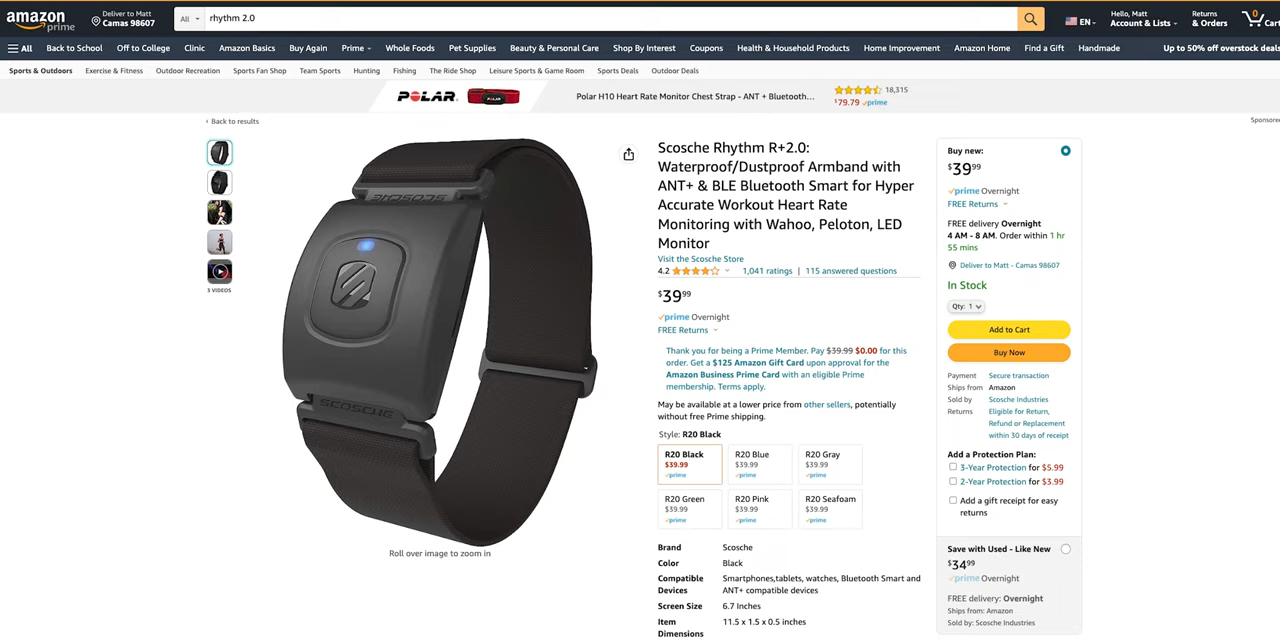 amazon
prime
Deliver to Matt
Camas 98607
All
rhythm 2.0
EN
Hello, Matt
Account & Lists
Returns
& Orders
0
Cart
All
Back to School
Off to College
Clinic
Amazon Basics
Buy Again
Prime
Whole Foods
Pet Supplies
Beauty & Personal Care
Shop By Interest
Coupons
Health & Household Products
Home Improvement
Amazon Home
Find a Gift
Handmade
Up to 50% off overstock deals
Sports & Outdoors
Exercise & Fitness
Outdoor Recreation
Sports Fan Shop
Team Sports
Hunting
Fishing
The Ride Shop
Leisure Sports & Game Room
Sports Deals
Outdoor Deals
POLAR.
Polar H10 Heart Rate Monitor Chest Strap - ANT + Bluetooth...
18,315
$79.79 prime
‹ Back to results
Sponsored
SCOSCHE
SCOSCHE
3 VIDEOS
Roll over image to zoom in
Scosche Rhythm R+2.0:
Waterproof/Dustproof Armband with
ANT+ & BLE Bluetooth Smart for Hyper
Accurate Workout Heart Rate
Monitoring with Wahoo, Peloton, LED
Monitor
Visit the Scosche Store
4.2
1,041 ratings | 115 answered questions
$3999
prime Overnight
FREE Returns
Thank you for being a Prime Member. Pay $39.99 $0.00 for this
order. Get a $125 Amazon Gift Card upon approval for the
Amazon Business Prime Card with an eligible Prime
membership. Terms apply.
May be available at a lower price from other sellers, potentially
without free Prime shipping.
Style: R20 Black
R20 Black
$39.99
prime
R20 Blue
$39.99
prime
R20 Gray
$39.99
prime
R20 Green
$39.99
prime
R20 Pink
$39.99
prime
R20 Seafoam
$39.99
prime
Brand Scosche
Color Black
Compatible Devices Smartphones,tablets, watches, Bluetooth Smart and
ANT+ compatible devices
Screen Size 6.7 Inches
Item Dimensions 11.5 x 1.5 x 0.5 inches
Buy new:
$3999
prime Overnight
FREE Returns
FREE delivery Overnight
4 AM - 8 AM. Order within 1 hr
55 mins
Deliver to Matt - Camas 98607
In Stock
Qty: 1
Add to Cart
Buy Now
Payment Secure transaction
Ships from Amazon
Sold by Scosche Industries
Returns Eligible for Return,
Refund or Replacement
within 30 days of receipt
Add a Protection Plan:
3-Year Protection for $5.99
2-Year Protection for $3.99
Add a gift receipt for easy
returns
Save with Used - Like New
$3499
prime Overnight
FREE delivery: Overnight
Ships from: Amazon
Sold by: Scosche Industries